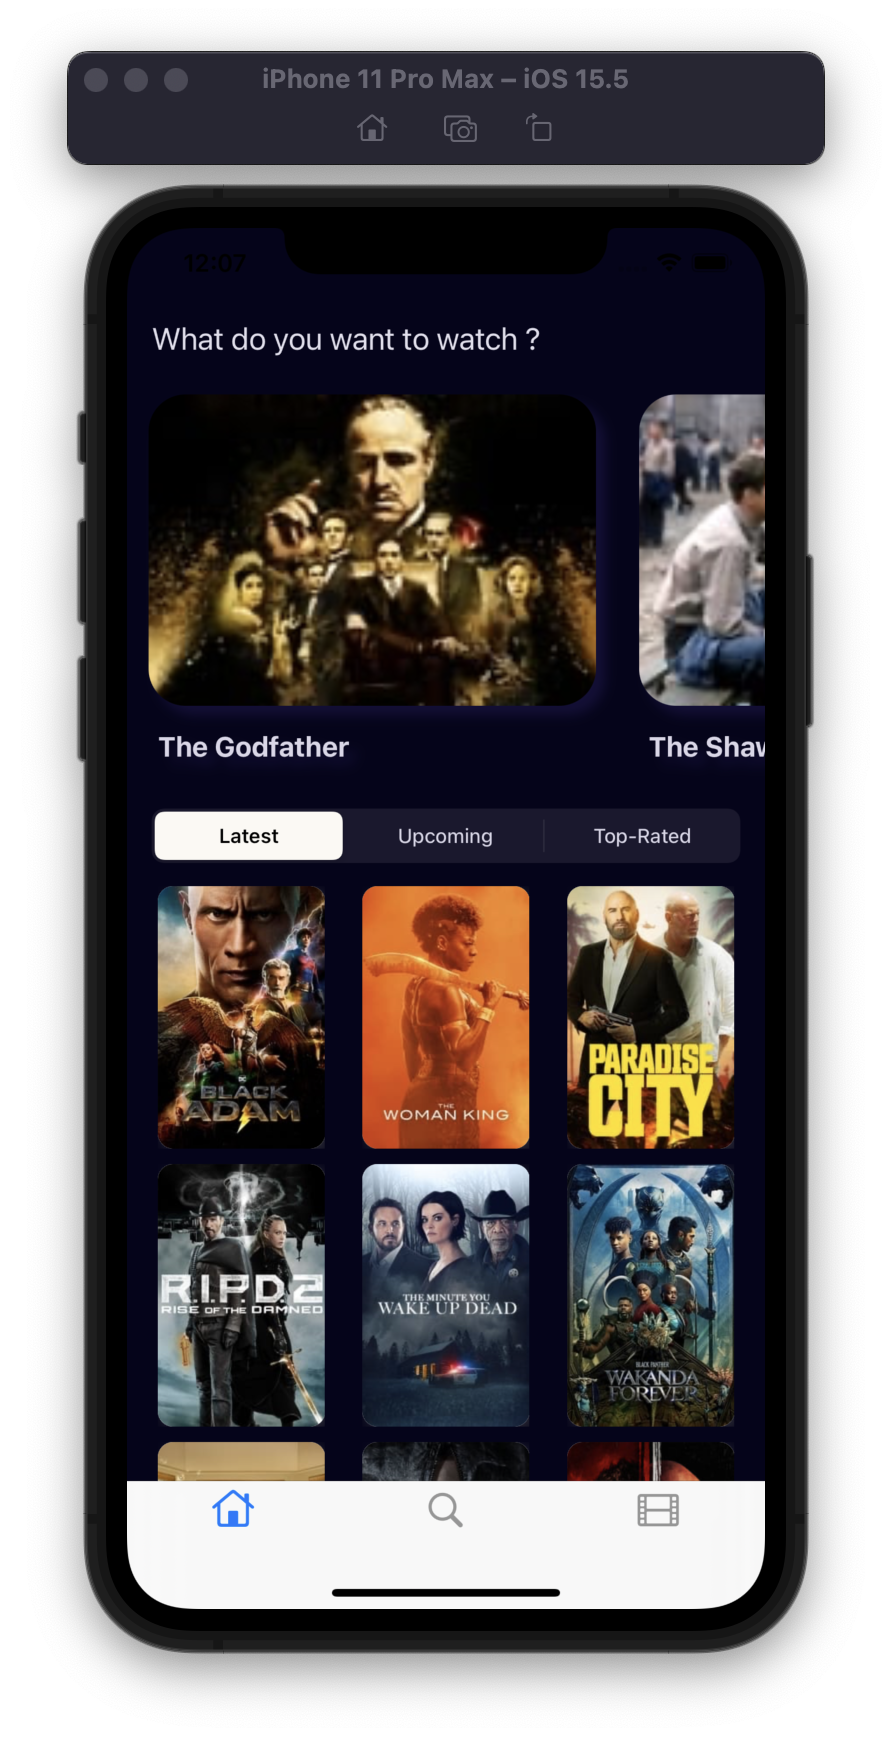 iPhone 11 Pro Max – iOS 15.5
12:07
What do you want to watch ?
The Godfather
The Shaw
Latest
Upcoming
Top-Rated
DC
BLACK
ADAM
THE
WOMAN KING
PARADISE
CITY
R.I.P.D.2
RISE OF THE DAMNED
THE MINUTE YOU
WAKE UP DEAD
BLACK PANTHER
WAKANDA
FOREVER